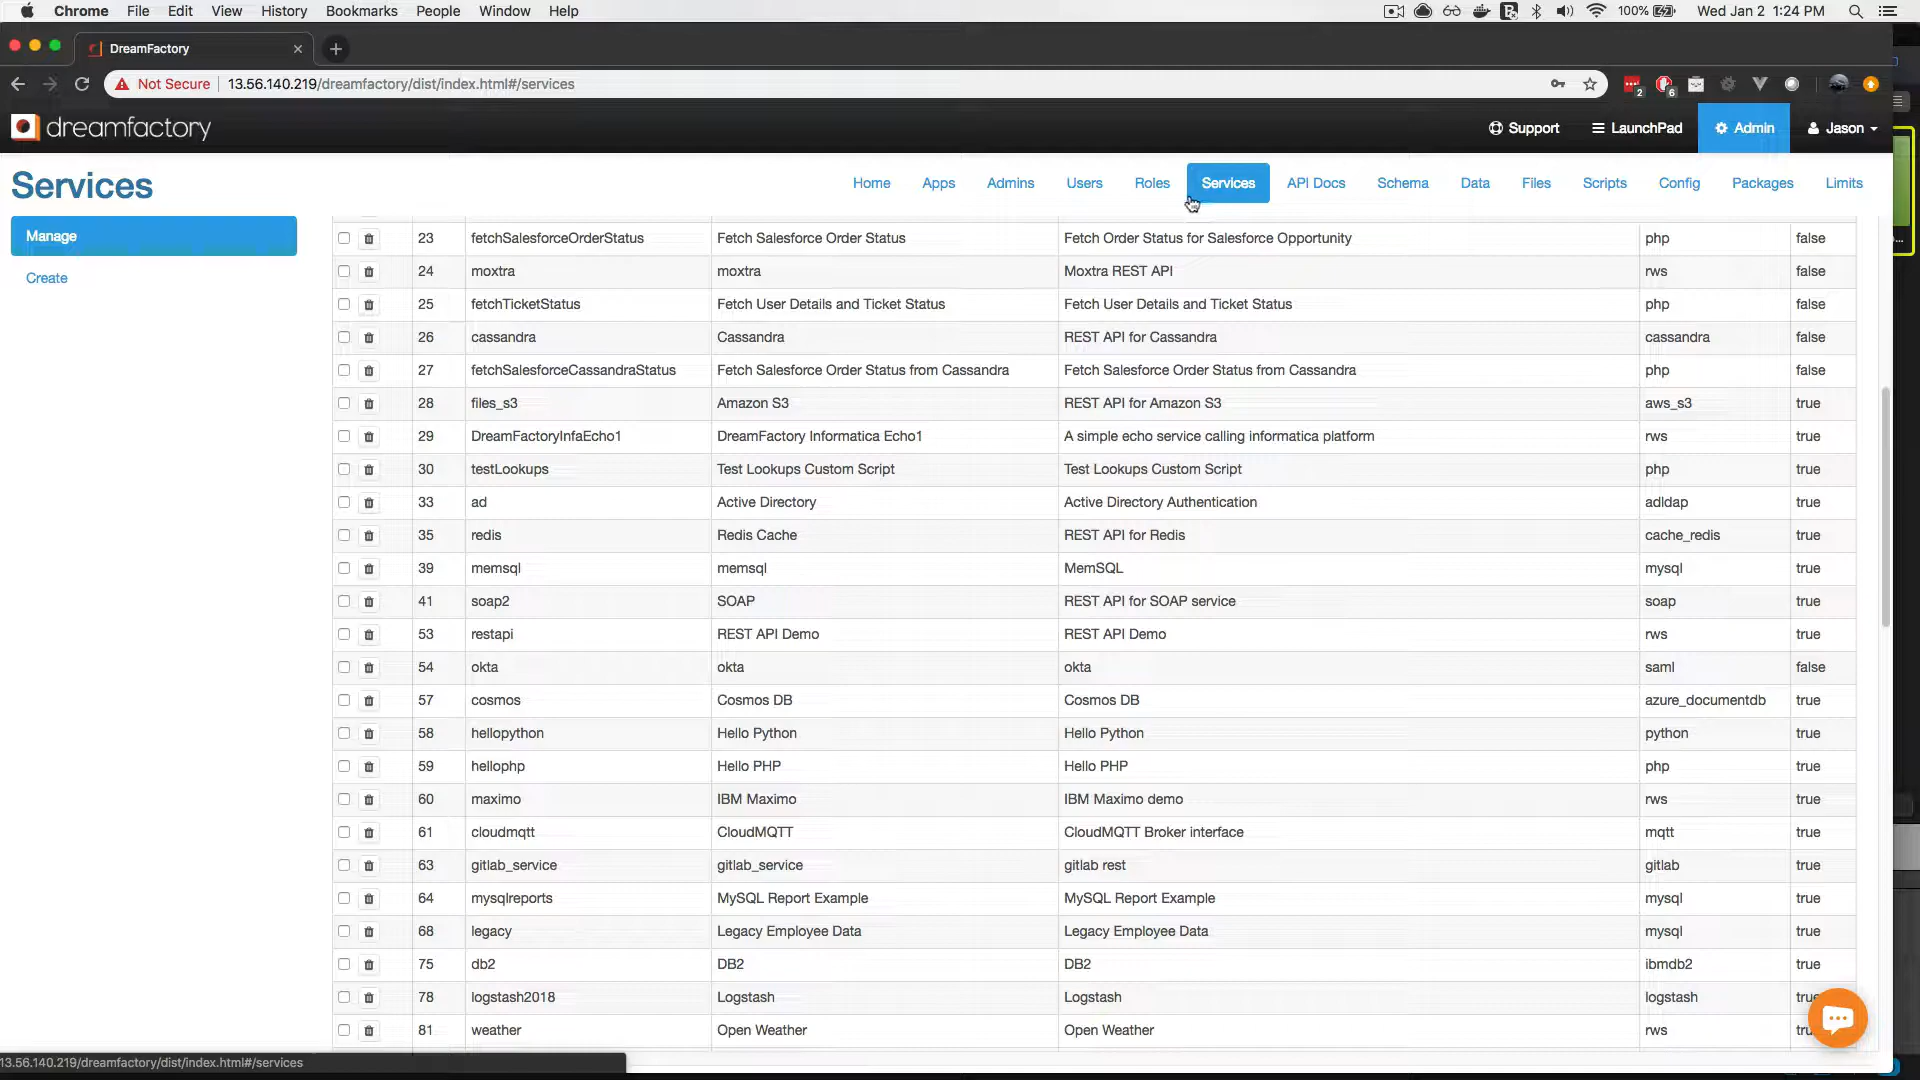 Chrome File Edit View History Bookmarks People Window Help 100% Wed Jan 2 1:24 PM
DreamFactory
Not Secure 13.56.140.219/dreamfactory/dist/index.html#/services 2 6
dreamfactory Support LaunchPad Admin Jason
Services Home Apps Admins Users Roles Services API Docs Schema Data Files Scripts Config Packages Limits
Manage
Create
23 fetchSalesforceOrderStatus Fetch Salesforce Order Status Fetch Order Status for Salesforce Opportunity php false
24 moxtra moxtra Moxtra REST API rws false
25 fetchTicketStatus Fetch User Details and Ticket Status Fetch User Details and Ticket Status php false
26 cassandra Cassandra REST API for Cassandra cassandra false
27 fetchSalesforceCassandraStatus Fetch Salesforce Order Status from Cassandra Fetch Salesforce Order Status from Cassandra php false
28 files_s3 Amazon S3 REST API for Amazon S3 aws_s3 true
29 DreamFactoryInfaEcho1 DreamFactory Informatica Echo1 A simple echo service calling informatica platform rws true
30 testLookups Test Lookups Custom Script Test Lookups Custom Script php true
33 ad Active Directory Active Directory Authentication adldap true
35 redis Redis Cache REST API for Redis cache_redis true
39 memsql memsql MemSQL mysql true
41 soap2 SOAP REST API for SOAP service soap true
53 restapi REST API Demo REST API Demo rws true
54 okta okta okta saml false
57 cosmos Cosmos DB Cosmos DB azure_documentdb true
58 hellopython Hello Python Hello Python python true
59 hellophp Hello PHP Hello PHP php true
60 maximo IBM Maximo IBM Maximo demo rws true
61 cloudmqtt CloudMQTT CloudMQTT Broker interface mqtt true
63 gitlab_service gitlab_service gitlab rest gitlab true
64 mysqlreports MySQL Report Example MySQL Report Example mysql true
68 legacy Legacy Employee Data Legacy Employee Data mysql true
75 db2 DB2 DB2 ibmdb2 true
78 logstash2018 Logstash Logstash logstash
81 weather Open Weather Open Weather rws
13.56.140.219/dreamfactory/dist/index.html#/services